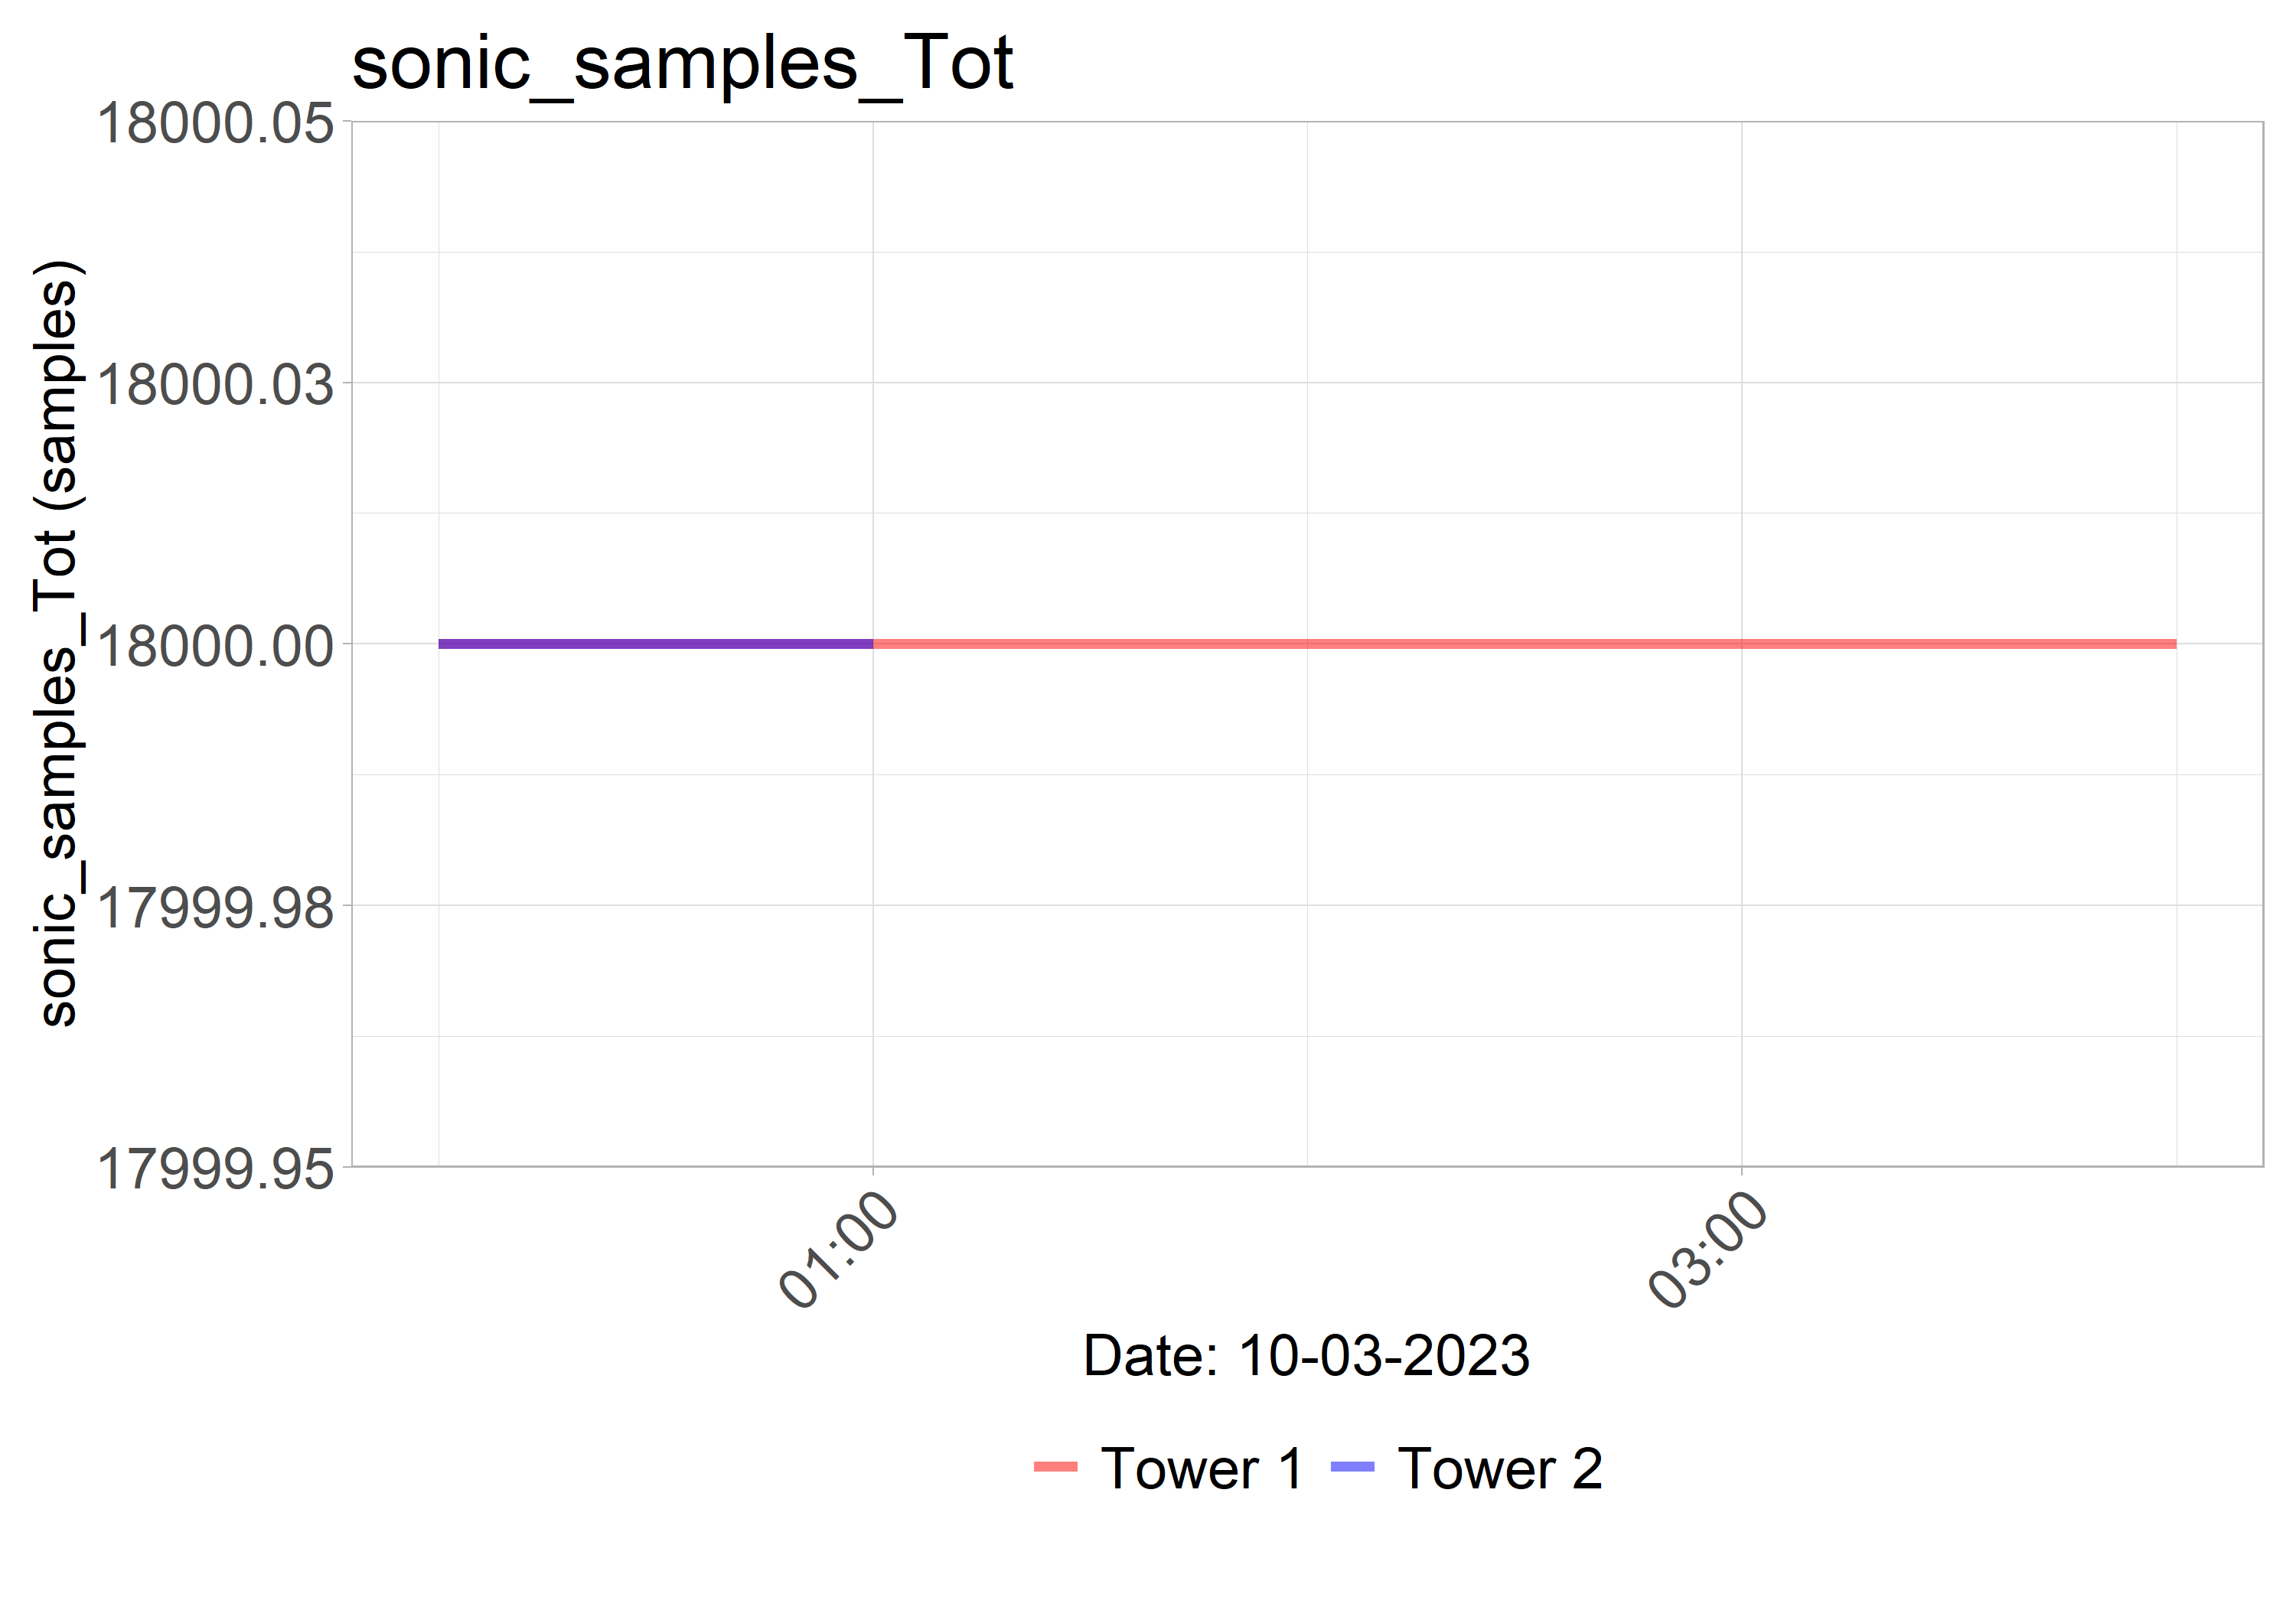 sonic_samples_Tot
sonic_samples_Tot (samples)
18000.05
18000.03
18000.00
17999.98
17999.95
01:00
03:00
Date: 10-03-2023
Tower 1
Tower 2